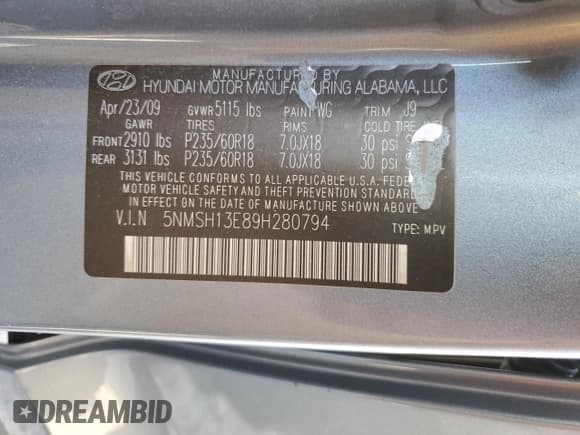 MANUFACTURED BY
HYUNDAI MOTOR MANUFACTURING ALABAMA, LLC
Apr/23/09 GVWR 5115 lbs PAINT WG TRIM J9
GAWR TIRES RIMS COLD TIRE
FRONT 2910 lbs P235/60R18 7.0JX18 30 psi
REAR 3131 lbs P235/60R18 7.0JX18 30 psi
THIS VEHICLE CONFORMS TO ALL APPLICABLE U.S.A. FEDE
MOTOR VEHICLE SAFETY AND THEFT PREVENTION STANDARDS
IN EFFECT ON THE DATE OF MANUFACTURE SHOWN ABOVE.
V.I.N 5NMSH13E89H280794
TYPE: MPV
DREAMBID